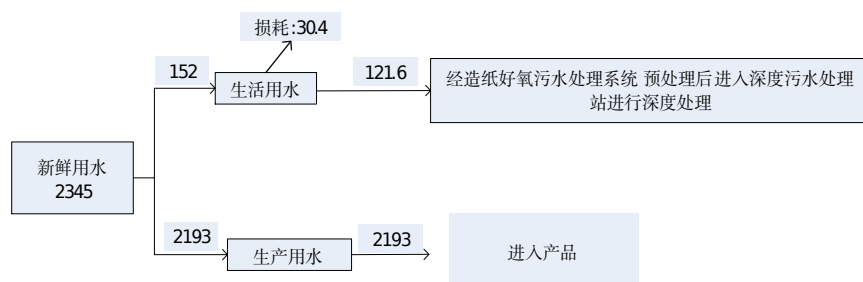 损耗:30.4
152
生活用水
121.6
经造纸好氧污水处理系统 预处理后进入深度污水处理
站进行深度处理
新鲜用水
2345
2193
生产用水
2193
进入产品